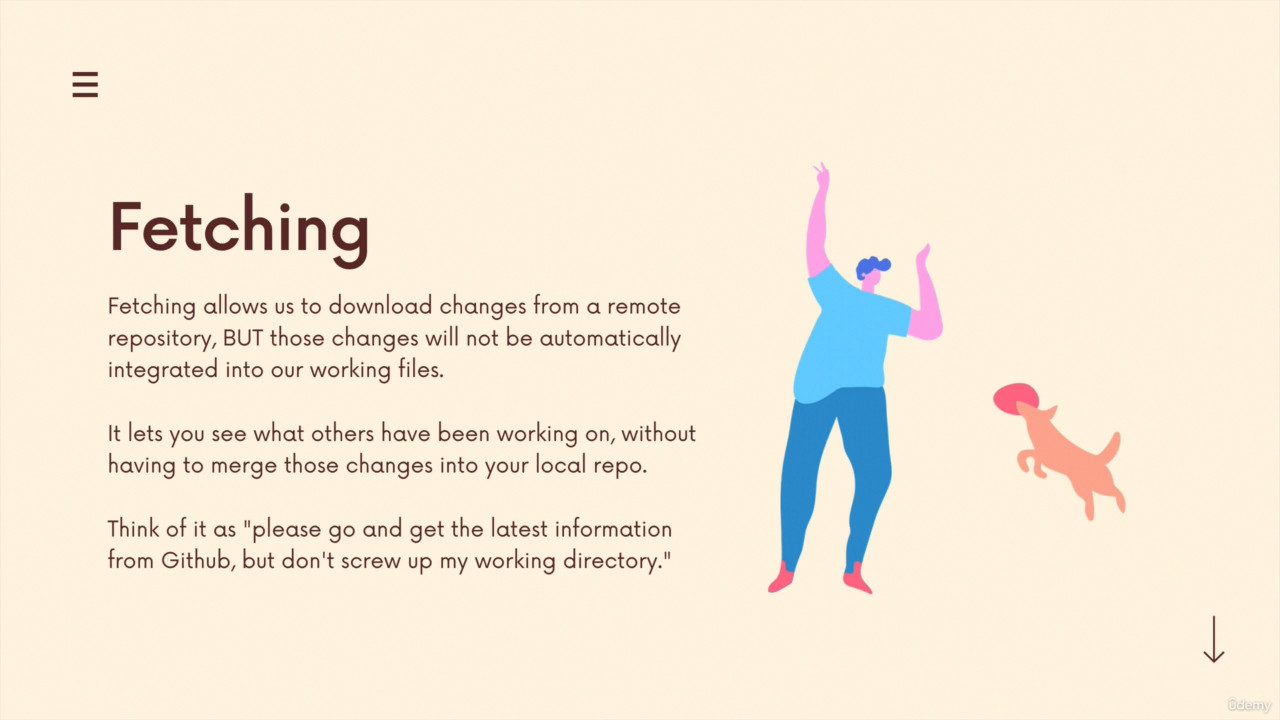 Fetching
Fetching allows us to download changes from a remote
repository, BUT those changes will not be automatically
integrated into our working files.
It lets you see what others have been working on, without
having to merge those changes into your local repo.
Think of it as "please go and get the latest information
from Github, but don't screw up my working directory."
ûdemy